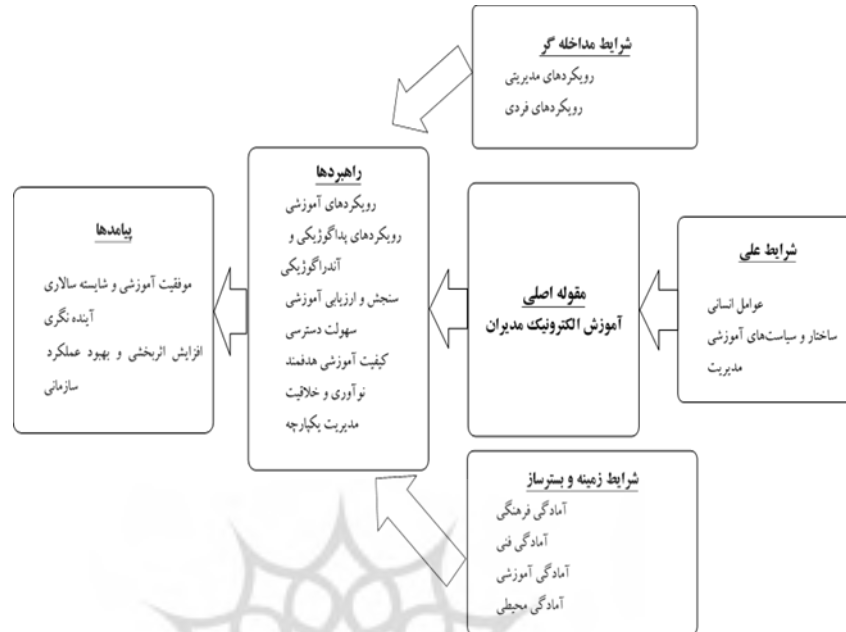 شرایط مداخله گر
رویکردهای مدیریتی
رویکردهای فردی
شرایط علی
عوامل انسانی
ساختار و سیاست‌های آموزشی
مدیریت
مقوله اصلی
آموزش الکترونیک مدیران
راهبردها
رویکردهای آموزشی
رویکردهای پداگوژیکی و
آندراگوژیکی
سنجش و ارزیابی آموزشی
سهولت دسترسی
کیفیت آموزشی هدفمند
نوآوری و خلاقیت
مدیریت یکپارچه
پیامدها
موفقیت آموزشی و شایسته سالاری
آینده نگری
افزایش اثربخشی و بهبود عملکرد
سازمانی
شرایط زمینه و بسترساز
آمادگی فرهنگی
آمادگی فنی
آمادگی آموزشی
آمادگی محیطی